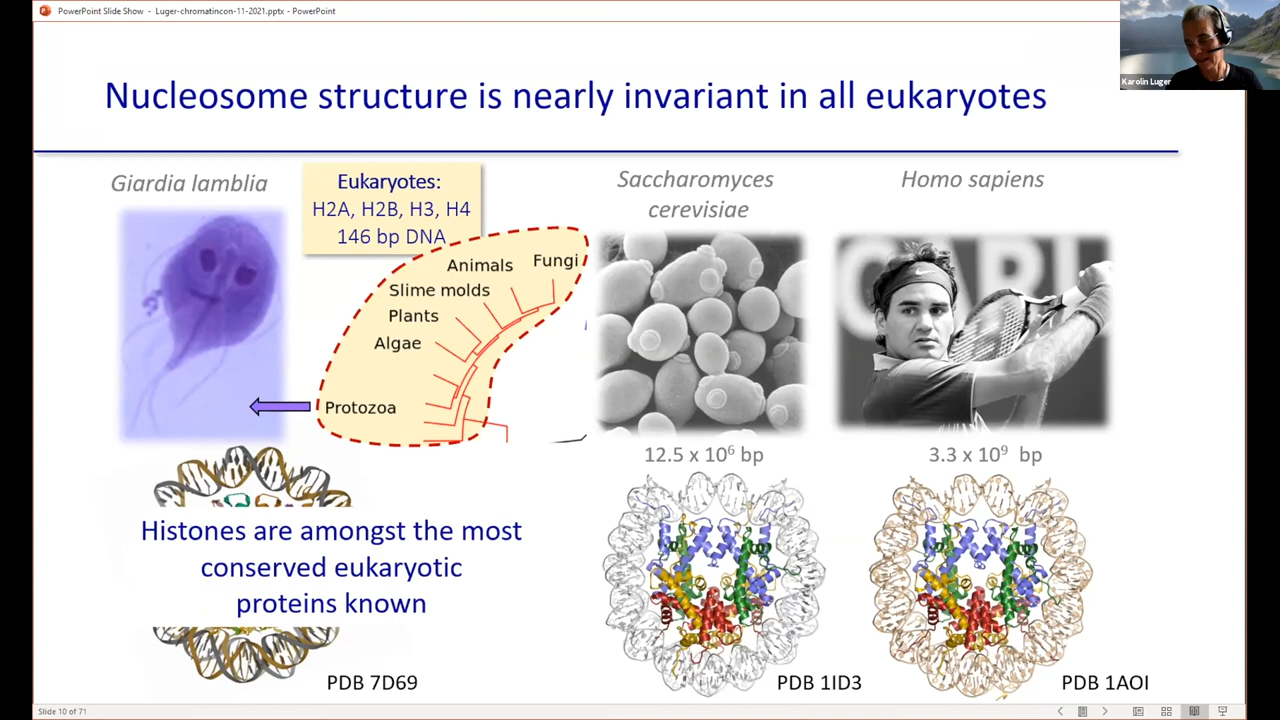 PowerPoint Slide Show - Luger-chromatincon-11-2021.pptx - PowerPoint
Karolin Luger
Nucleosome structure is nearly invariant in all eukaryotes
Giardia lamblia
Eukaryotes:
H2A, H2B, H3, H4
146 bp DNA
Animals
Fungi
Slime molds
Plants
Algae
Protozoa
Saccharomyces
cerevisiae
Homo sapiens
12.5 x 10⁶ bp
3.3 x 10⁹ bp
Histones are amongst the most
conserved eukaryotic
proteins known
PDB 7D69
PDB 1ID3
PDB 1AOI
Slide 10 of 71